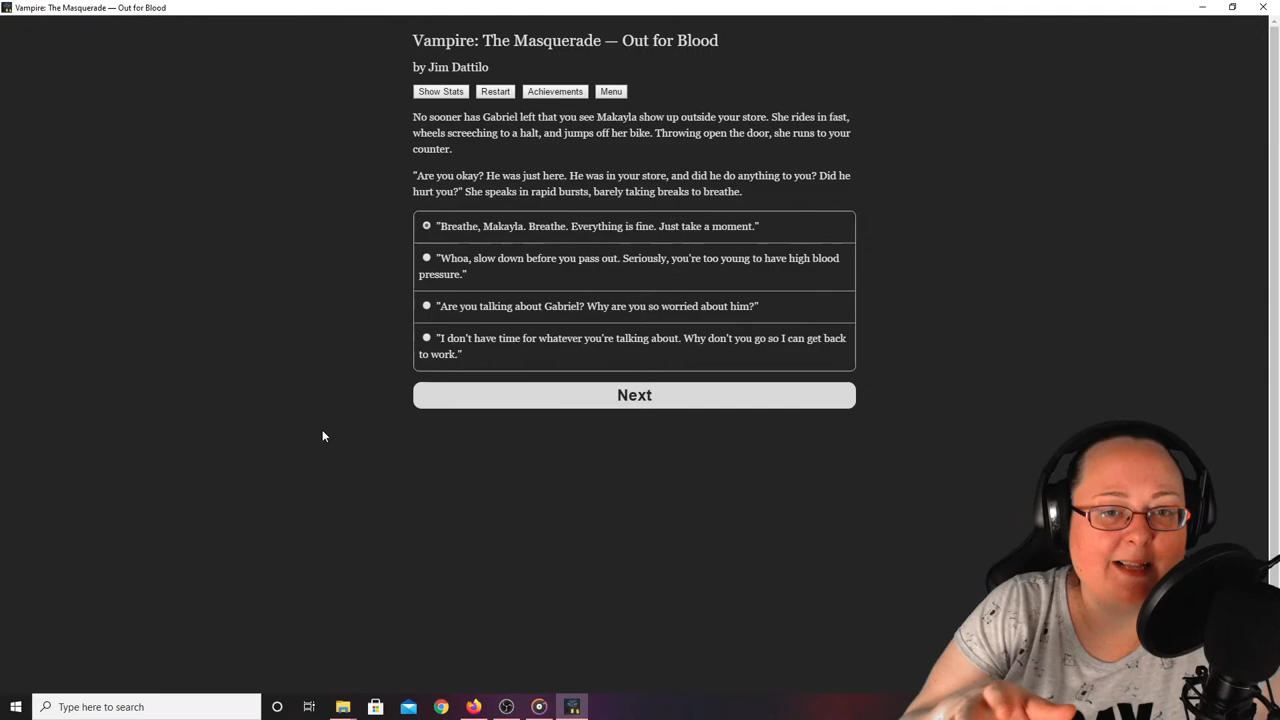 Vampire: The Masquerade — Out for Blood
Vampire: The Masquerade — Out for Blood
by Jim Dattilo
Show Stats Restart Achievements Menu
No sooner has Gabriel left that you see Makayla show up outside your store. She rides in fast,
wheels screeching to a halt, and jumps off her bike. Throwing open the door, she runs to your
counter.
"Are you okay? He was just here. He was in your store, and did he do anything to you? Did he
hurt you?" She speaks in rapid bursts, barely taking breaks to breathe.
"Breathe, Makayla. Breathe. Everything is fine. Just take a moment."
"Whoa, slow down before you pass out. Seriously, you're too young to have high blood
pressure."
"Are you talking about Gabriel? Why are you so worried about him?"
"I don't have time for whatever you're talking about. Why don't you go so I can get back
to work."
Next
Type here to search